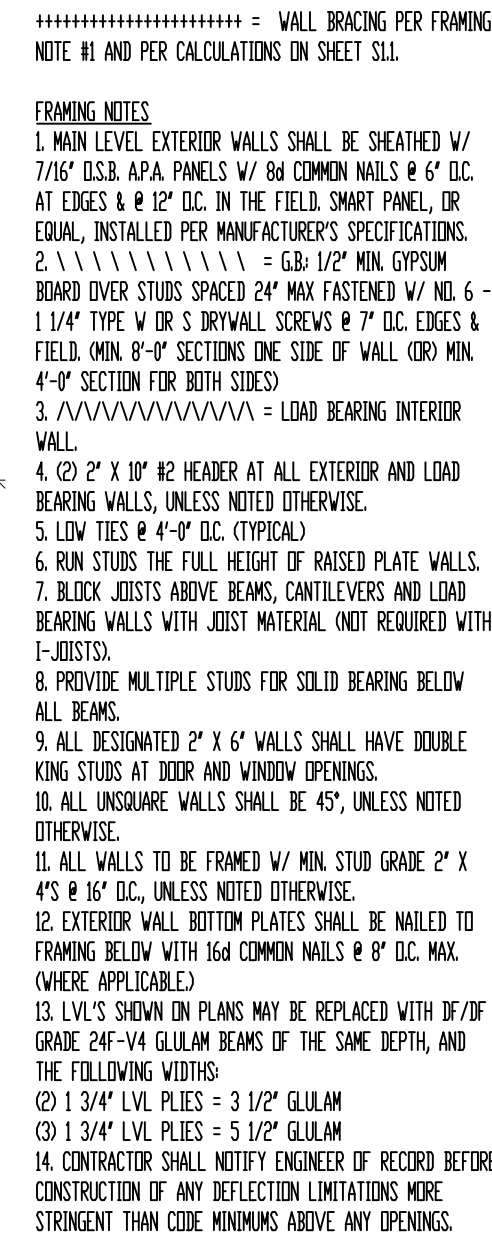 ++++++++++++++++++++++++ = WALL BRACING PER FRAMING
NOTE #1 AND PER CALCULATIONS ON SHEET S1.1.
FRAMING NOTES
1. MAIN LEVEL EXTERIOR WALLS SHALL BE SHEATHED W/
7/16" O.S.B. A.P.A. PANELS W/ 8d COMMON NAILS @ 6" O.C.
AT EDGES & @ 12" O.C. IN THE FIELD. SMART PANEL, OR
EQUAL, INSTALLED PER MANUFACTURER'S SPECIFICATIONS.
2. \ \ \ \ \ \ \ \ \ \ \ = G.B.: 1/2" MIN. GYPSUM
BOARD OVER STUDS SPACED 24" MAX FASTENED W/ NO. 6 -
1 1/4" TYPE W OR S DRYWALL SCREWS @ 7" O.C. EDGES &
FIELD. (MIN. 8'-0" SECTIONS ONE SIDE OF WALL (OR) MIN.
4'-0" SECTION FOR BOTH SIDES)
3. /\/\/\/\/\/\/\/\/\/\/\ = LOAD BEARING INTERIOR
WALL.
4. (2) 2" X 10" #2 HEADER AT ALL EXTERIOR AND LOAD
BEARING WALLS, UNLESS NOTED OTHERWISE.
5. LOW TIES @ 4'-0" O.C. (TYPICAL)
6. RUN STUDS THE FULL HEIGHT OF RAISED PLATE WALLS.
7. BLOCK JOISTS ABOVE BEAMS, CANTILEVERS AND LOAD
BEARING WALLS WITH JOIST MATERIAL (NOT REQUIRED WITH
I-JOISTS).
8. PROVIDE MULTIPLE STUDS FOR SOLID BEARING BELOW
ALL BEAMS.
9. ALL DESIGNATED 2" X 6" WALLS SHALL HAVE DOUBLE
KING STUDS AT DOOR AND WINDOW OPENINGS.
10. ALL UNSQUARE WALLS SHALL BE 45°, UNLESS NOTED
OTHERWISE.
11. ALL WALLS TO BE FRAMED W/ MIN. STUD GRADE 2" X
4"S @ 16" O.C., UNLESS NOTED OTHERWISE.
12. EXTERIOR WALL BOTTOM PLATES SHALL BE NAILED TO
FRAMING BELOW WITH 16d COMMON NAILS @ 8" O.C. MAX.
(WHERE APPLICABLE.)
13. LVL'S SHOWN ON PLANS MAY BE REPLACED WITH DF/DF
GRADE 24F-V4 GLULAM BEAMS OF THE SAME DEPTH, AND
THE FOLLOWING WIDTHS:
(2) 1 3/4" LVL PLIES = 3 1/2" GLULAM
(3) 1 3/4" LVL PLIES = 5 1/2" GLULAM
14. CONTRACTOR SHALL NOTIFY ENGINEER OF RECORD BEFORE
CONSTRUCTION OF ANY DEFLECTION LIMITATIONS MORE
STRINGENT THAN CODE MINIMUMS ABOVE ANY OPENINGS.